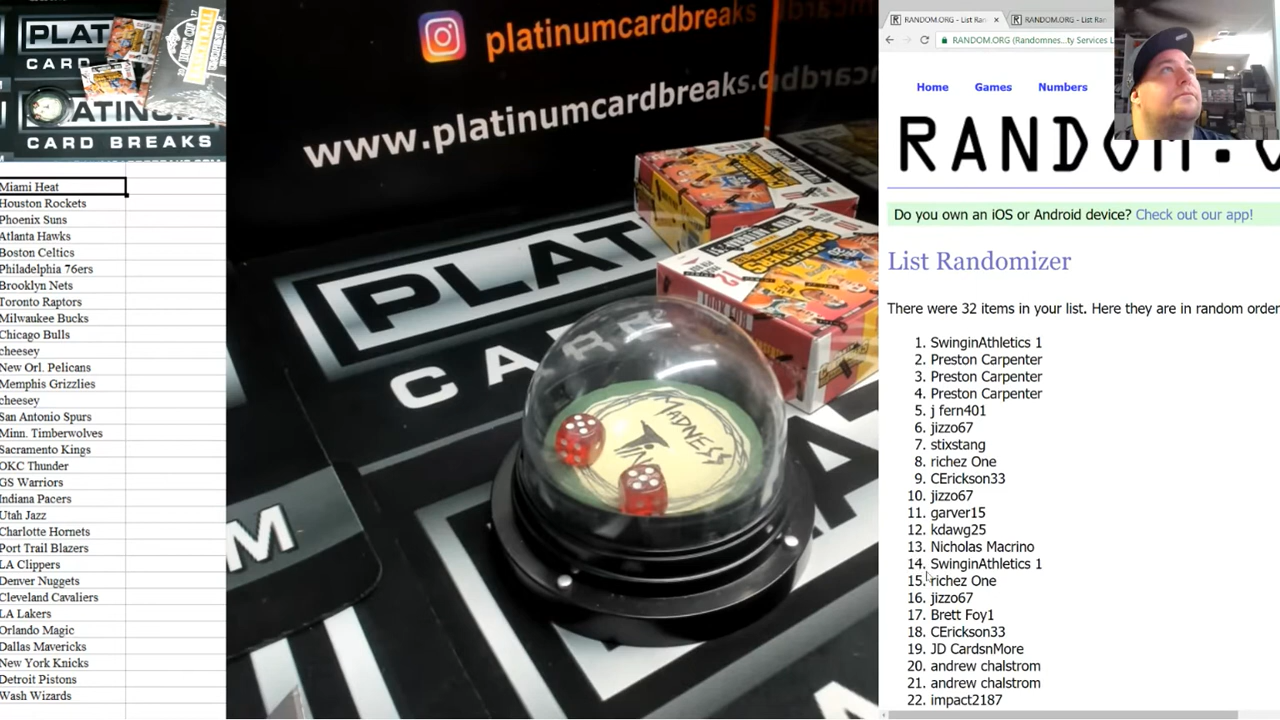 PLAT
CARD
ATINUM
CARD BREAKS
Miami Heat
Houston Rockets
Phoenix Suns
Atlanta Hawks
Boston Celtics
Philadelphia 76ers
Brooklyn Nets
Toronto Raptors
Milwaukee Bucks
Chicago Bulls
cheesey
New Orl. Pelicans
Memphis Grizzlies
cheesey
San Antonio Spurs
Minn. Timberwolves
Sacramento Kings
OKC Thunder
GS Warriors
Indiana Pacers
Utah Jazz
Charlotte Hornets
Port Trail Blazers
LA Clippers
Denver Nuggets
Cleveland Cavaliers
LA Lakers
Orlando Magic
Dallas Mavericks
New York Knicks
Detroit Pistons
Wash Wizards
platinumcardbreaks
www.platinumcardbreaks.c
PLAT
CAR
MADNESS
M
RANDOM.ORG - List Ran
RANDOM.ORG - List Ran
RANDOM.ORG (Randomnes...ty Services L
Home Games Numbers
RANDOM.O
Do you own an iOS or Android device? Check out our app!
List Randomizer
There were 32 items in your list. Here they are in random order
1. SwinginAthletics 1
2. Preston Carpenter
3. Preston Carpenter
4. Preston Carpenter
5. j fern401
6. jizzo67
7. stixstang
8. richez One
9. CErickson33
10. jizzo67
11. garver15
12. kdawg25
13. Nicholas Macrino
14. SwinginAthletics 1
15. richez One
16. jizzo67
17. Brett Foy1
18. CErickson33
19. JD CardsnMore
20. andrew chalstrom
21. andrew chalstrom
22. impact2187